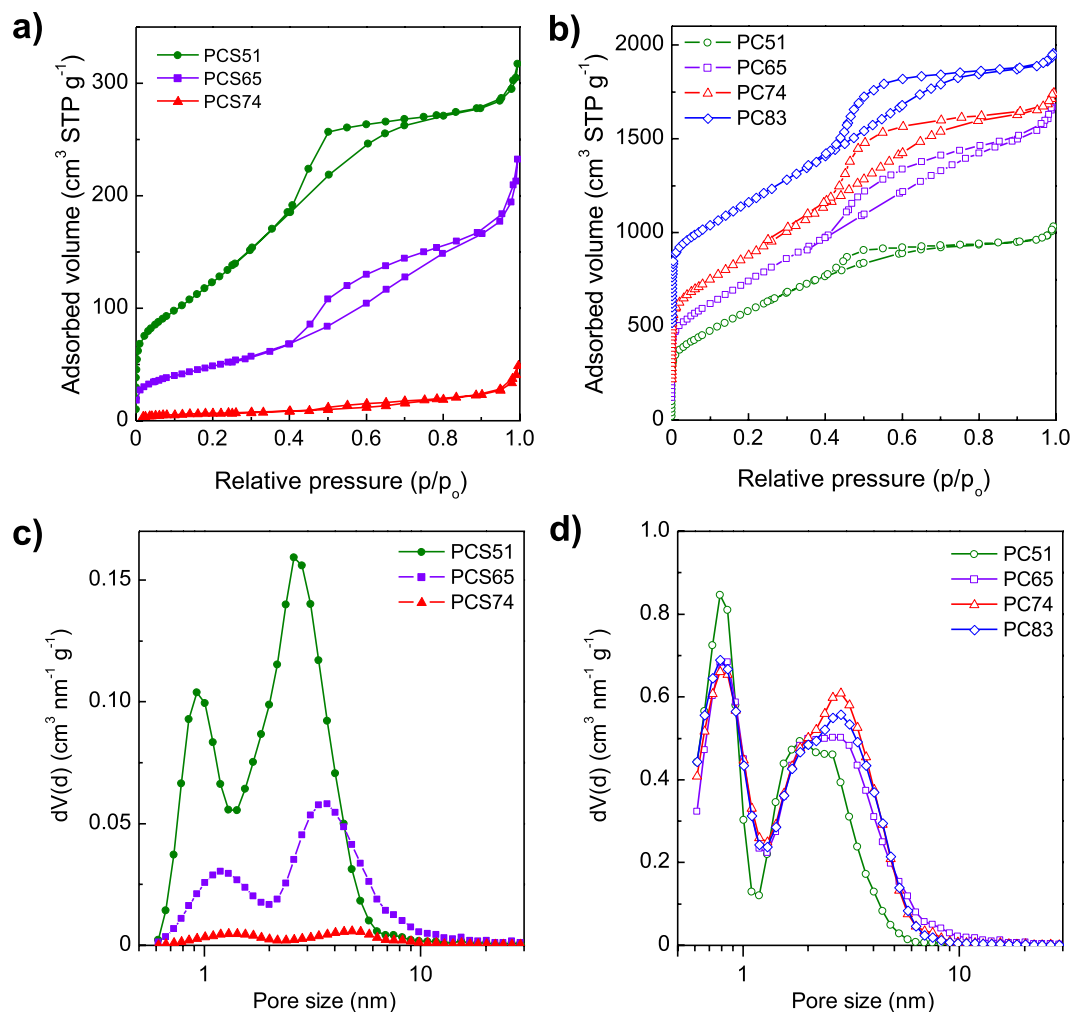 a)
PCS51
PCS65
PCS74
300
200
100
0
0 0.2 0.4 0.6 0.8 1.0
Adsorbed volume (cm³ STP g⁻¹)
Relative pressure (p/pₒ)
b)
PC51
PC65
PC74
PC83
2000
1500
1000
500
0
0 0.2 0.4 0.6 0.8 1.0
Adsorbed volume (cm³ STP g⁻¹)
Relative pressure (p/pₒ)
c)
PCS51
PCS65
PCS74
0.15
0.10
0.05
0
1 10
dV(d) (cm³ nm⁻¹ g⁻¹)
Pore size (nm)
d)
PC51
PC65
PC74
PC83
1.0
0.8
0.6
0.4
0.2
0
1 10
dV(d) (cm³ nm⁻¹ g⁻¹)
Pore size (nm)